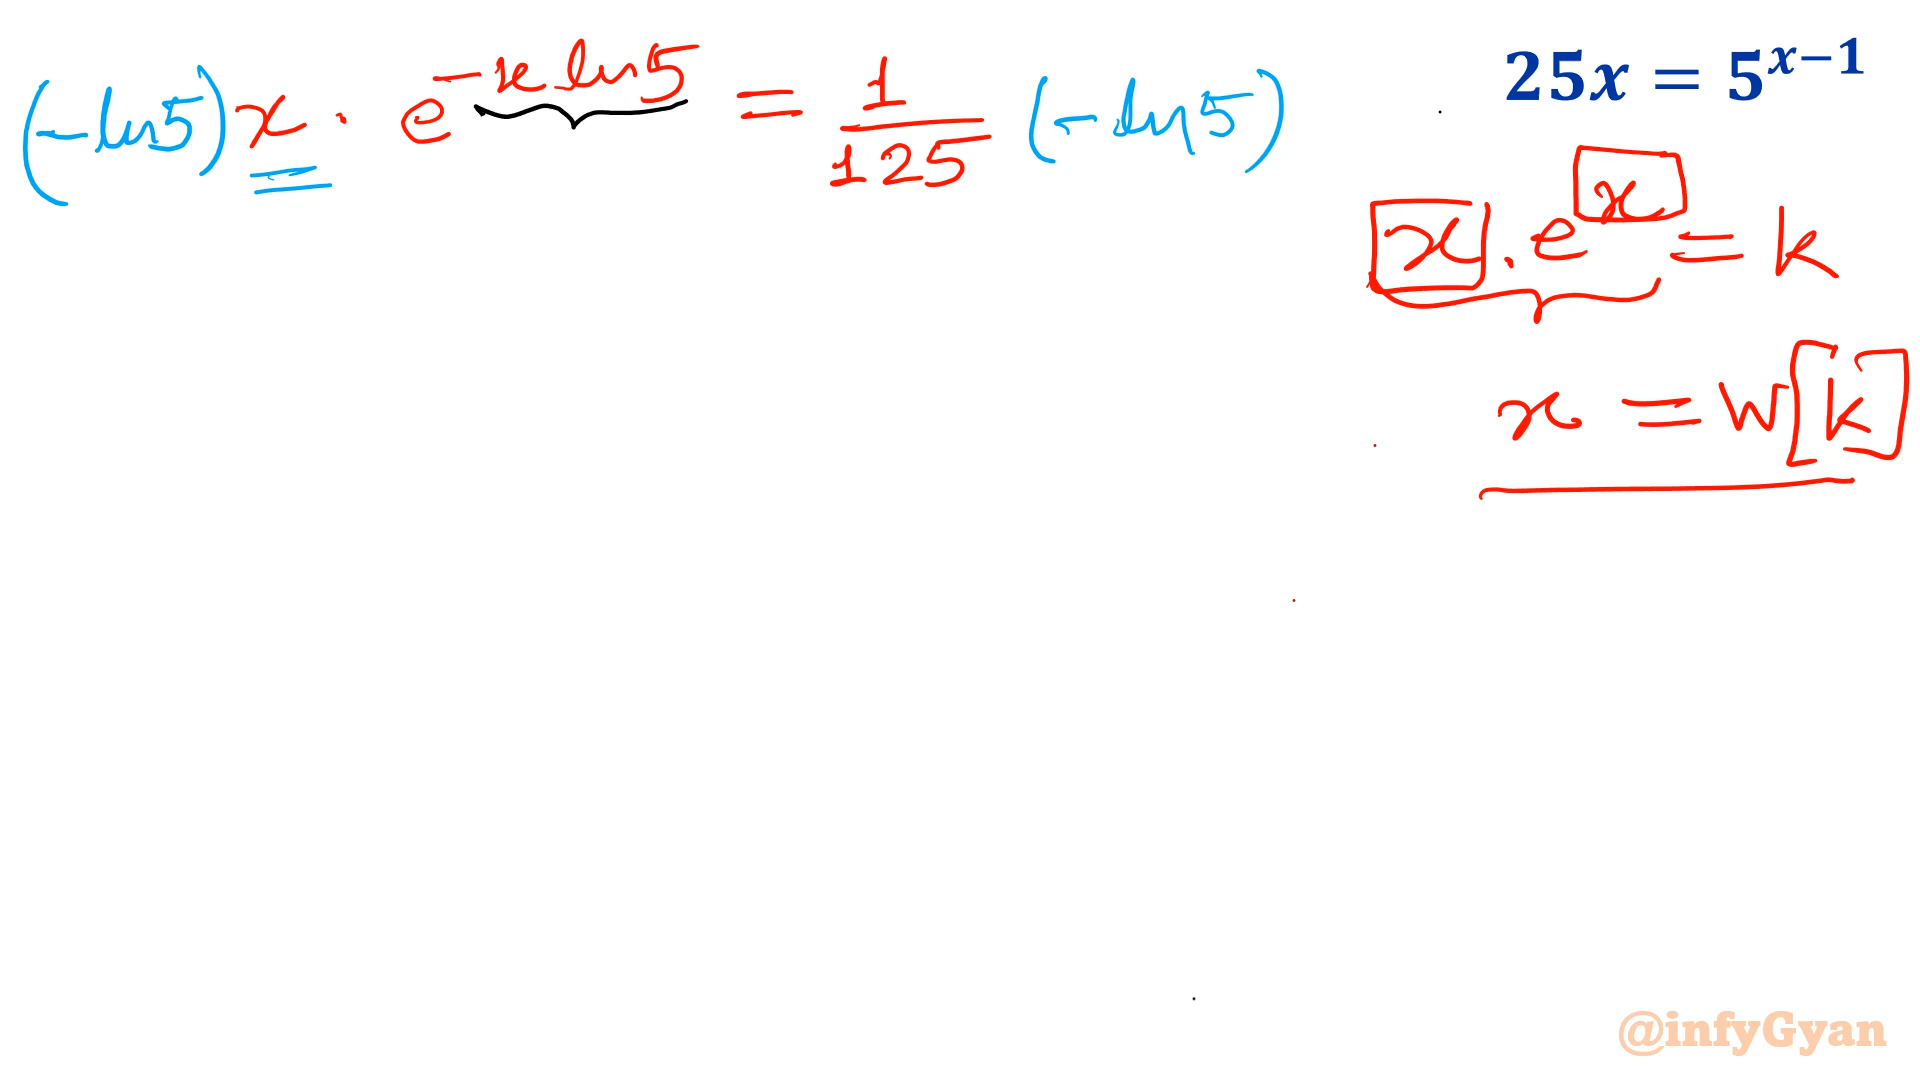 (-ln5) x · e^{-x ln5} = 1/125 (-ln5)
25x = 5^{x-1}
x · e^x = k
x = W[k]
@infyGyan